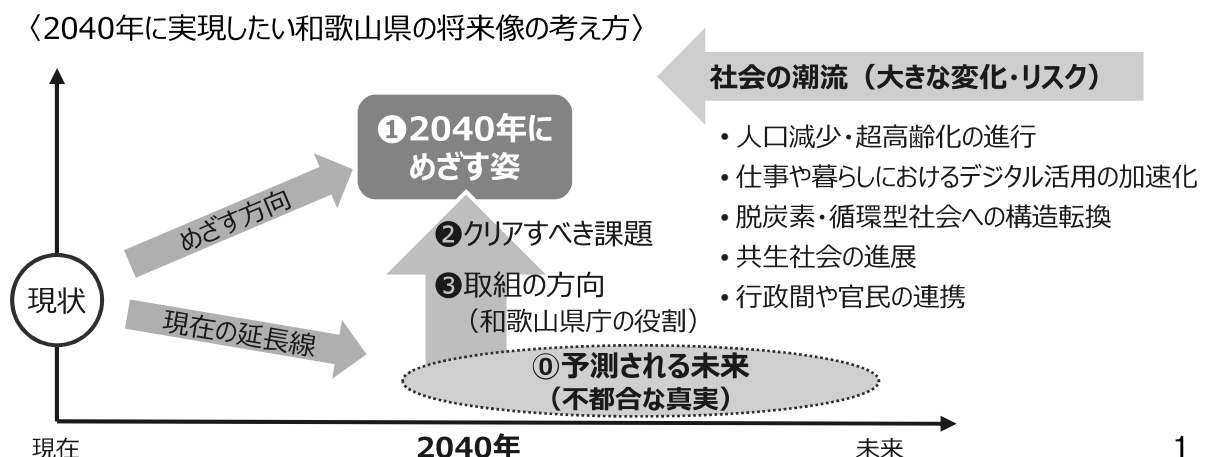 〈2040年に実現したい和歌山県の将来像の考え方〉
社会の潮流（大きな変化・リスク）
❶2040年に
めざす姿
・人口減少・超高齢化の進行
・仕事や暮らしにおけるデジタル活用の加速化
・脱炭素・循環型社会への構造転換
・共生社会の進展
・行政間や官民の連携
めざす方向
❷クリアすべき課題
❸取組の方向
（和歌山県庁の役割）
現状
現在の延長線
⓪予測される未来
（不都合な真実）
現在
2040年
未来
1